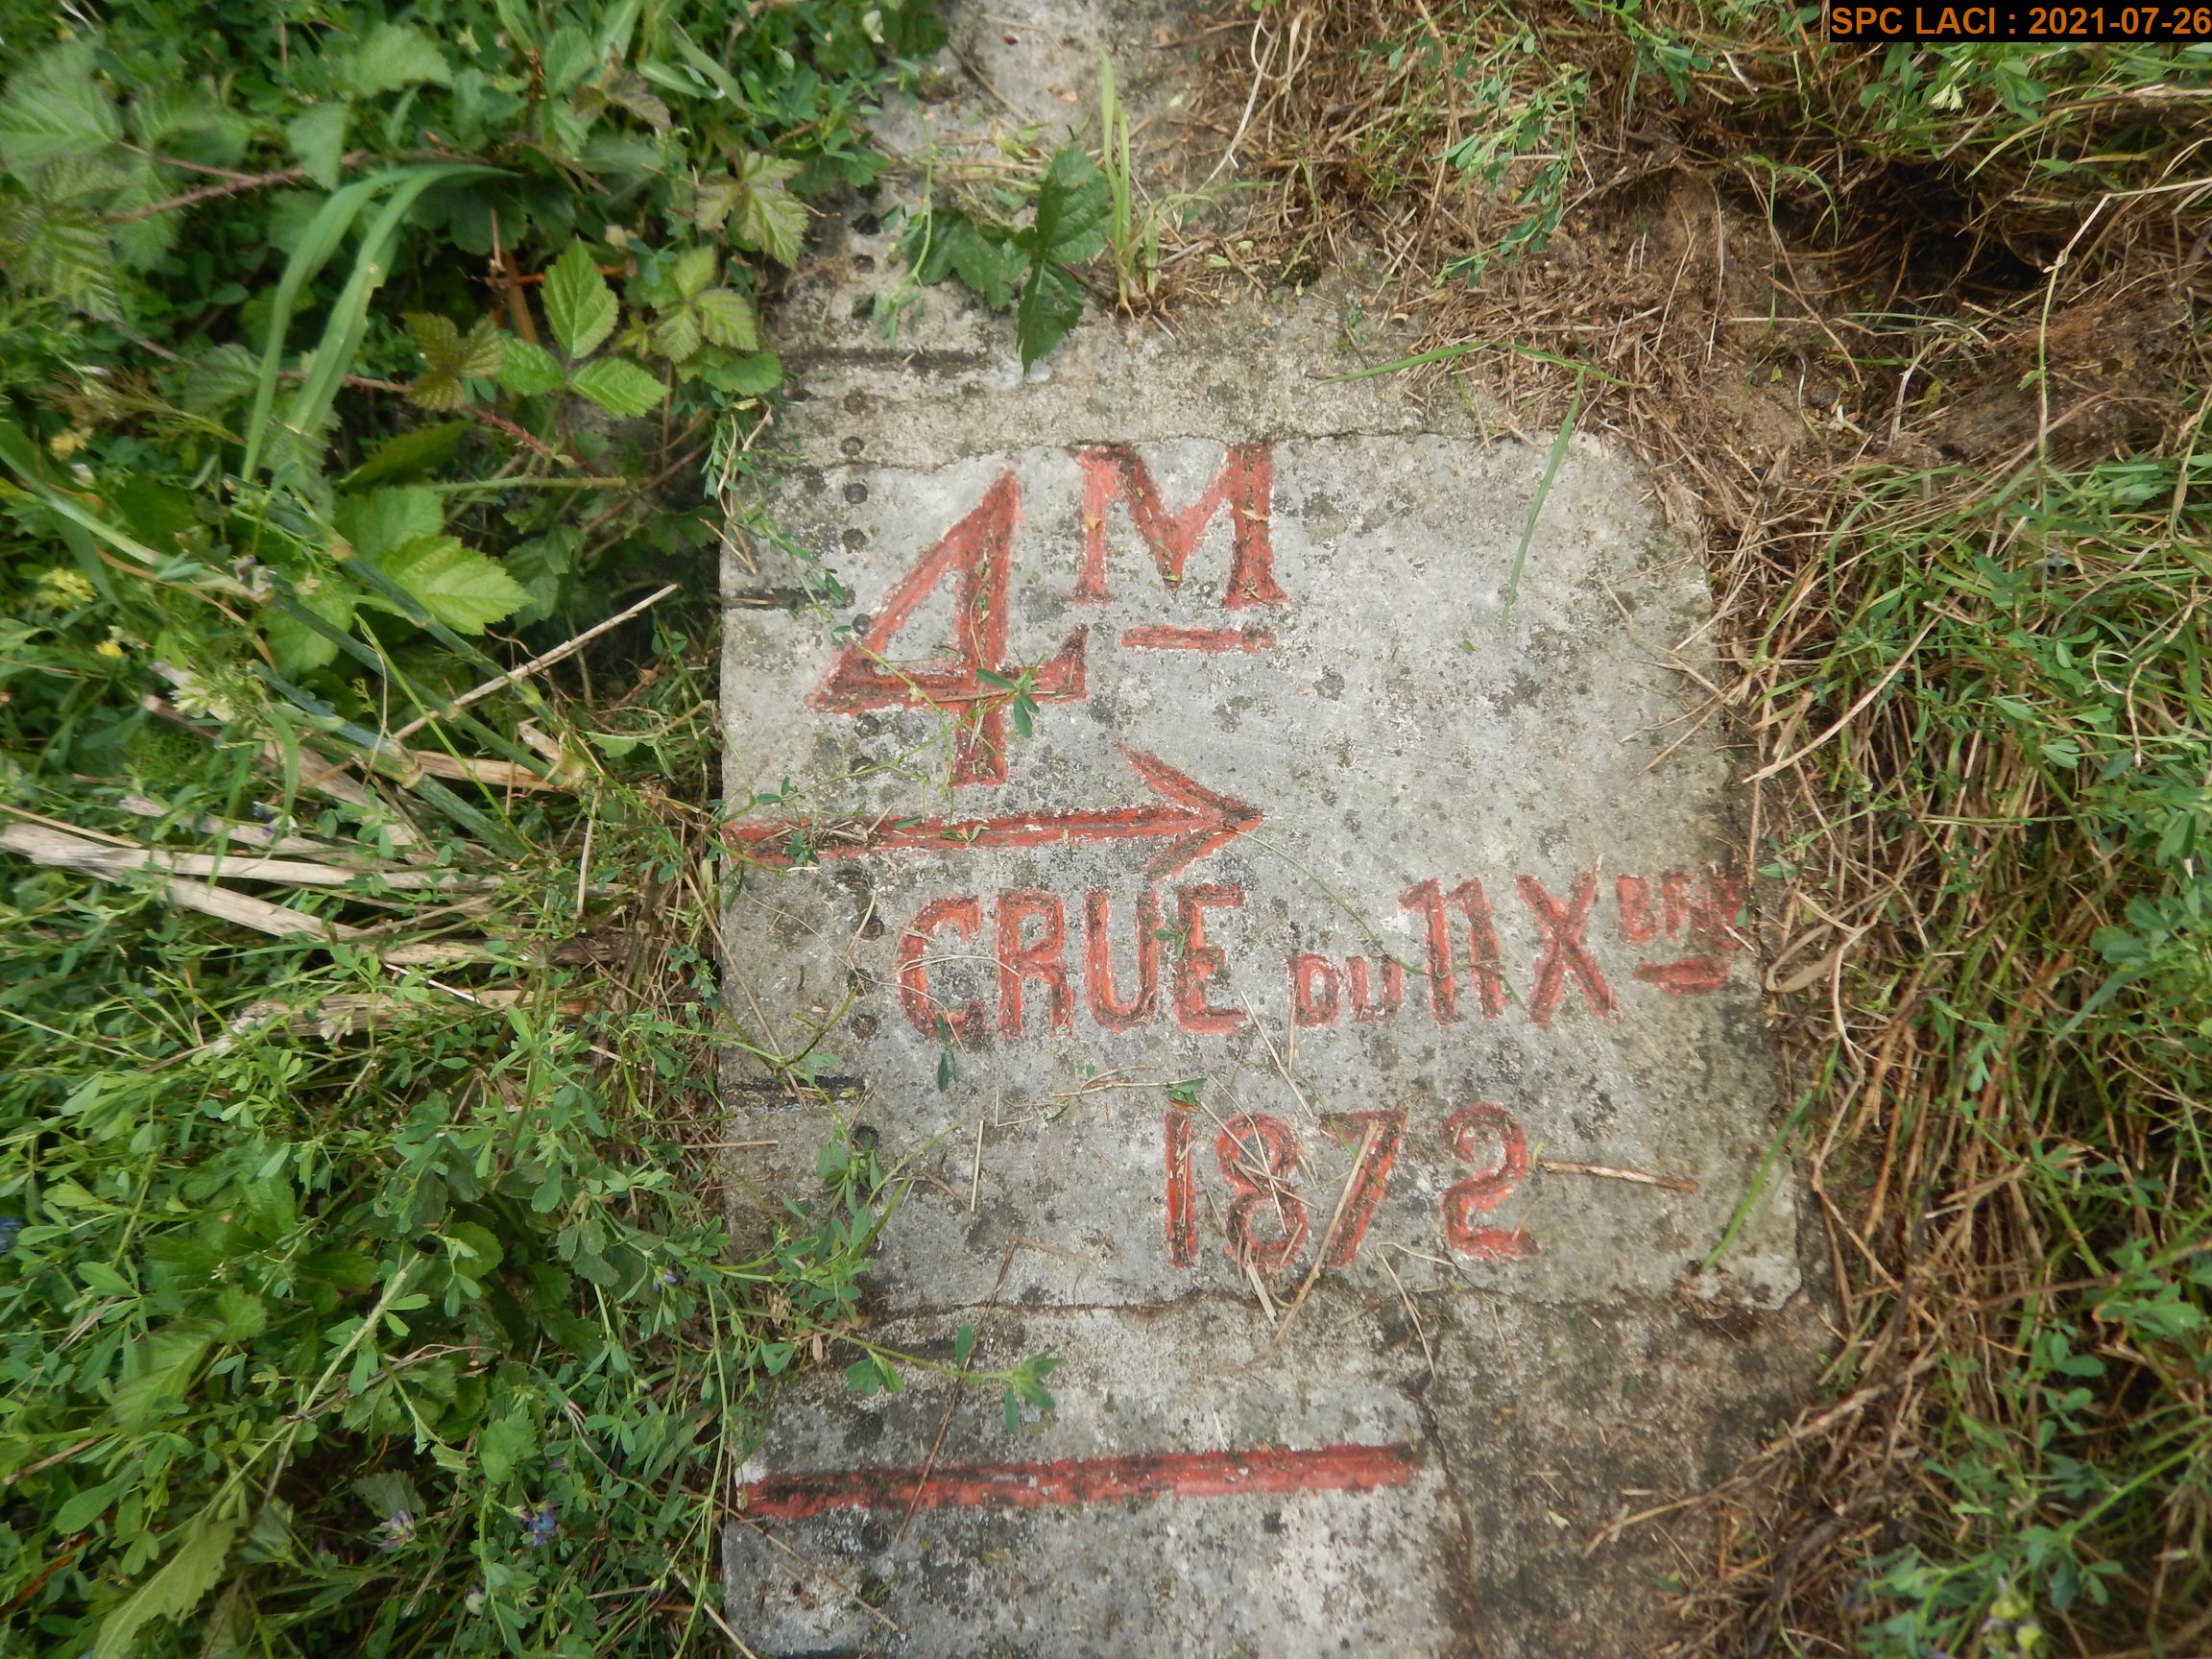 SPC LACI : 2021-07-26
4M
CRUE DU 11 XBRE
1872